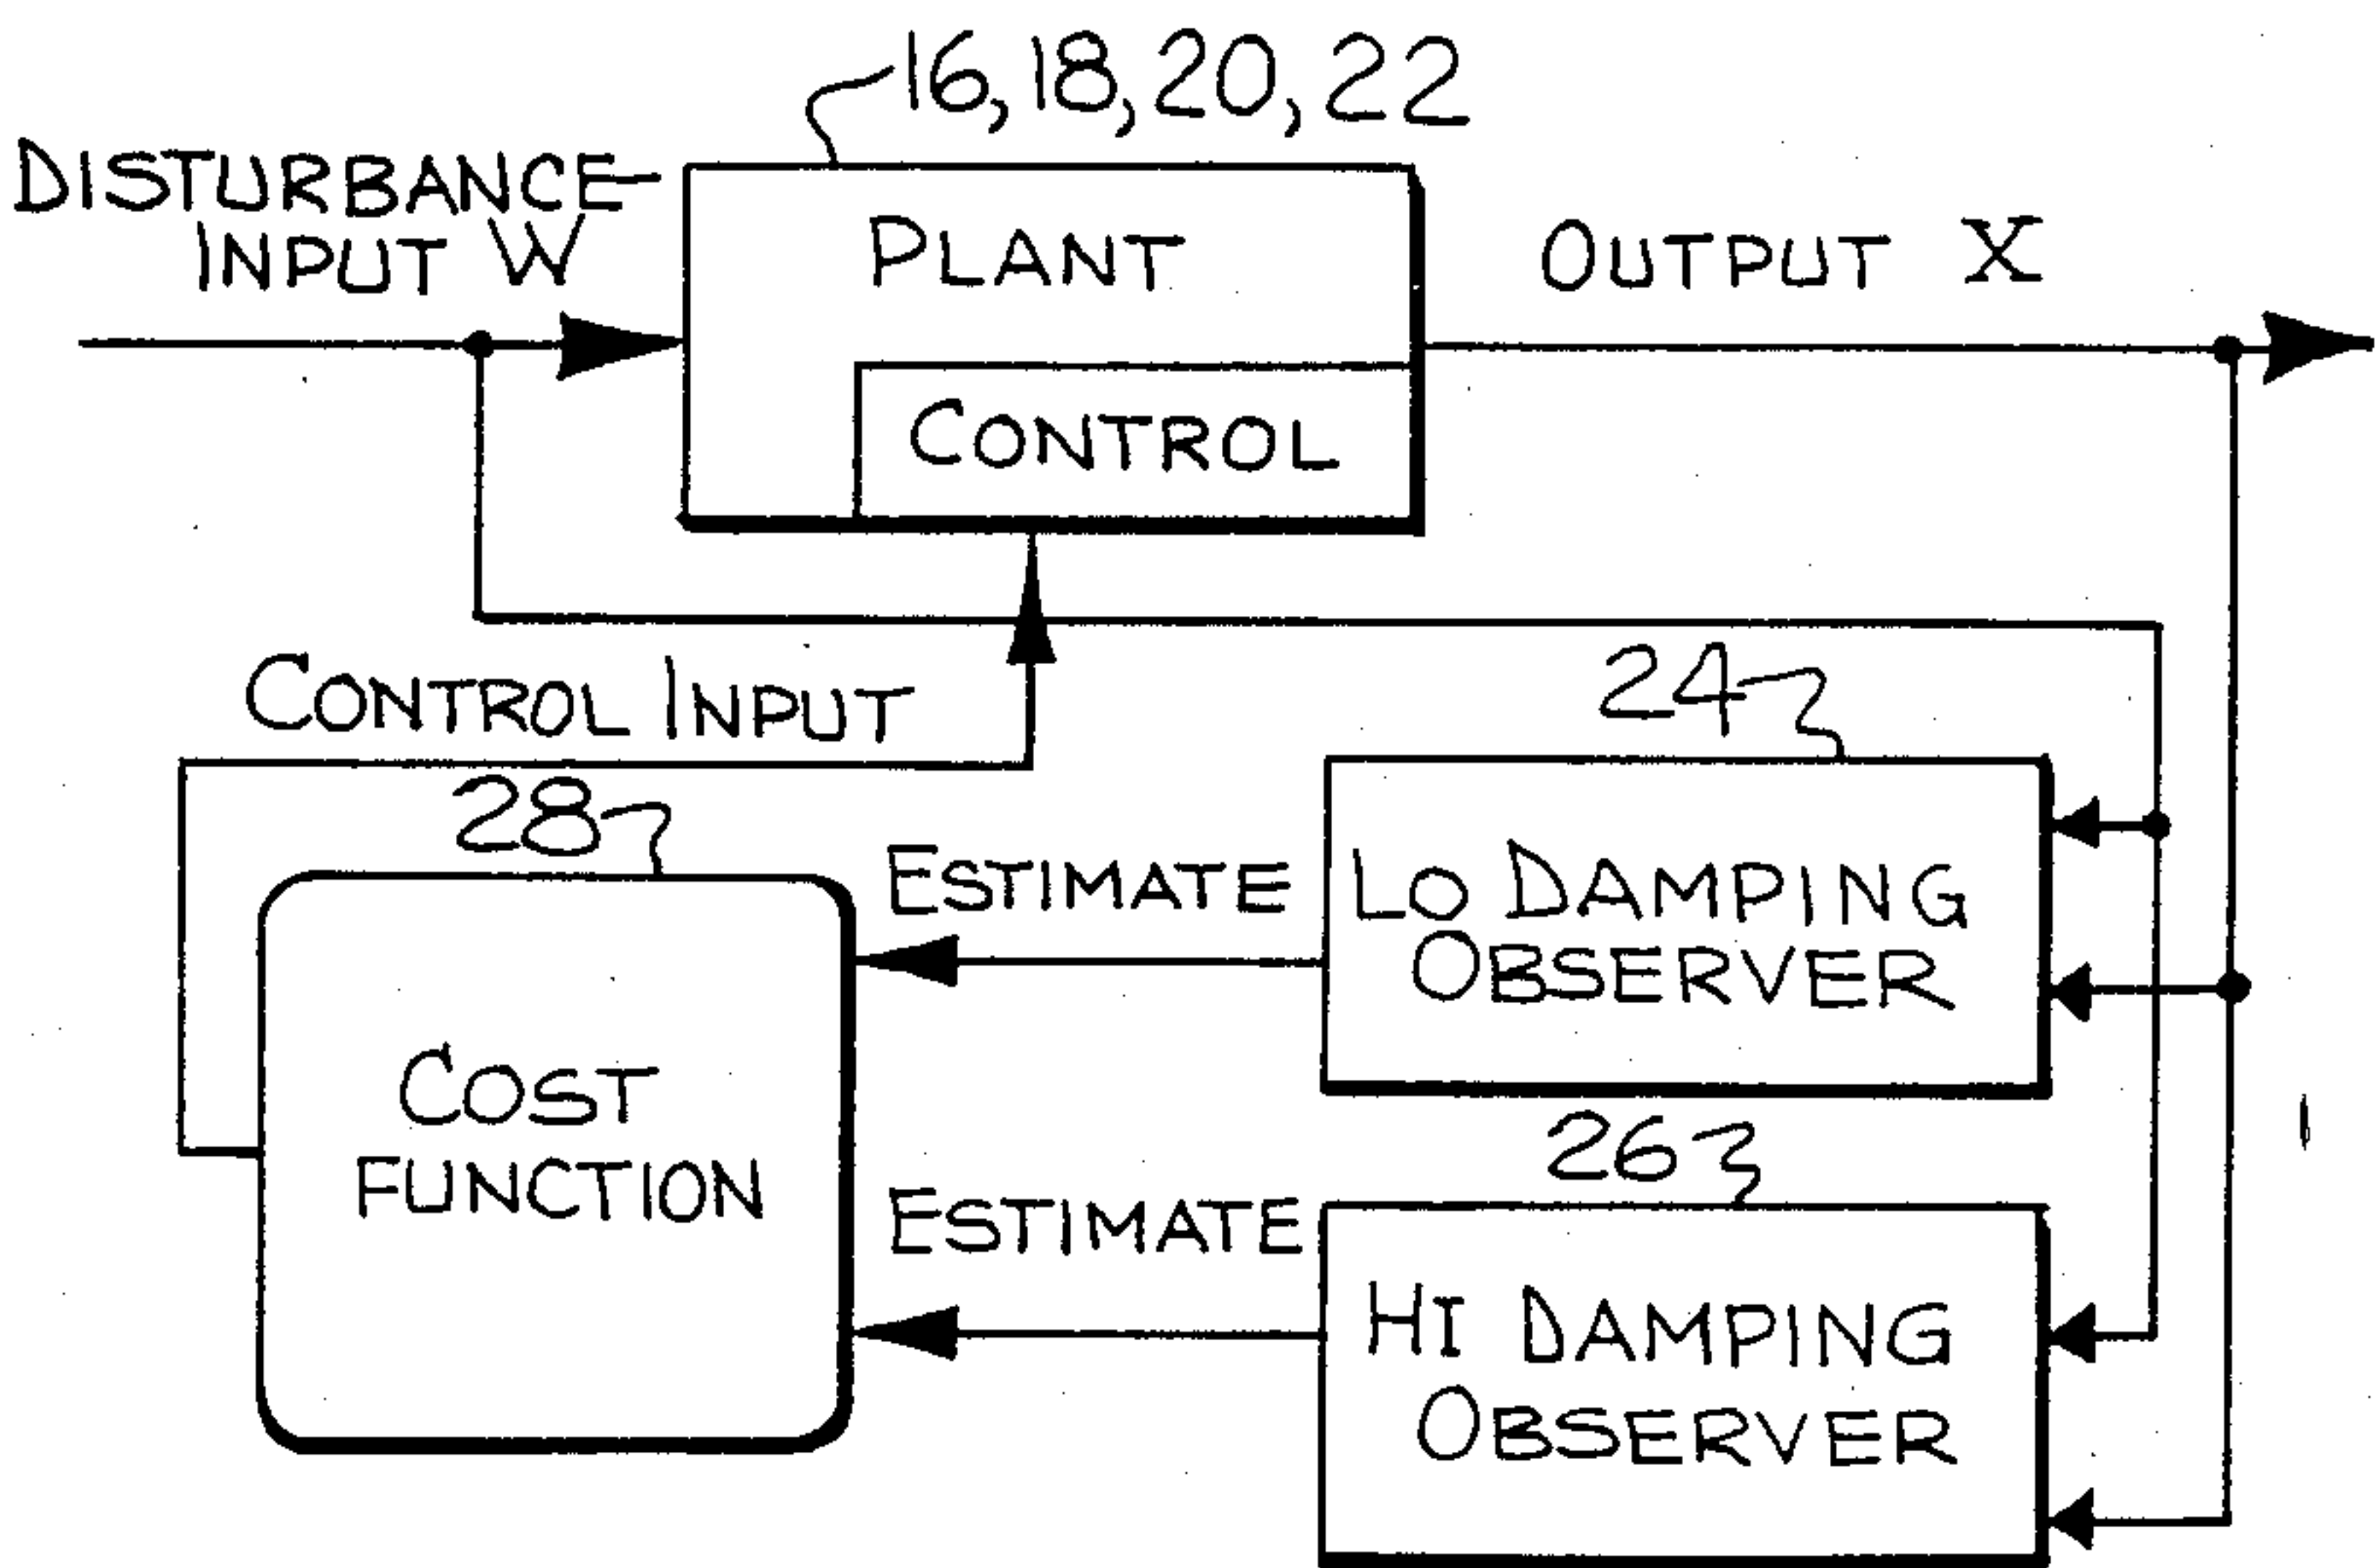 16, 18, 20, 22
DISTURBANCE
INPUT W
PLANT
OUTPUT X
CONTROL
CONTROL INPUT
24
28
ESTIMATE
LO DAMPING
OBSERVER
COST
FUNCTION
26
ESTIMATE
HI DAMPING
OBSERVER